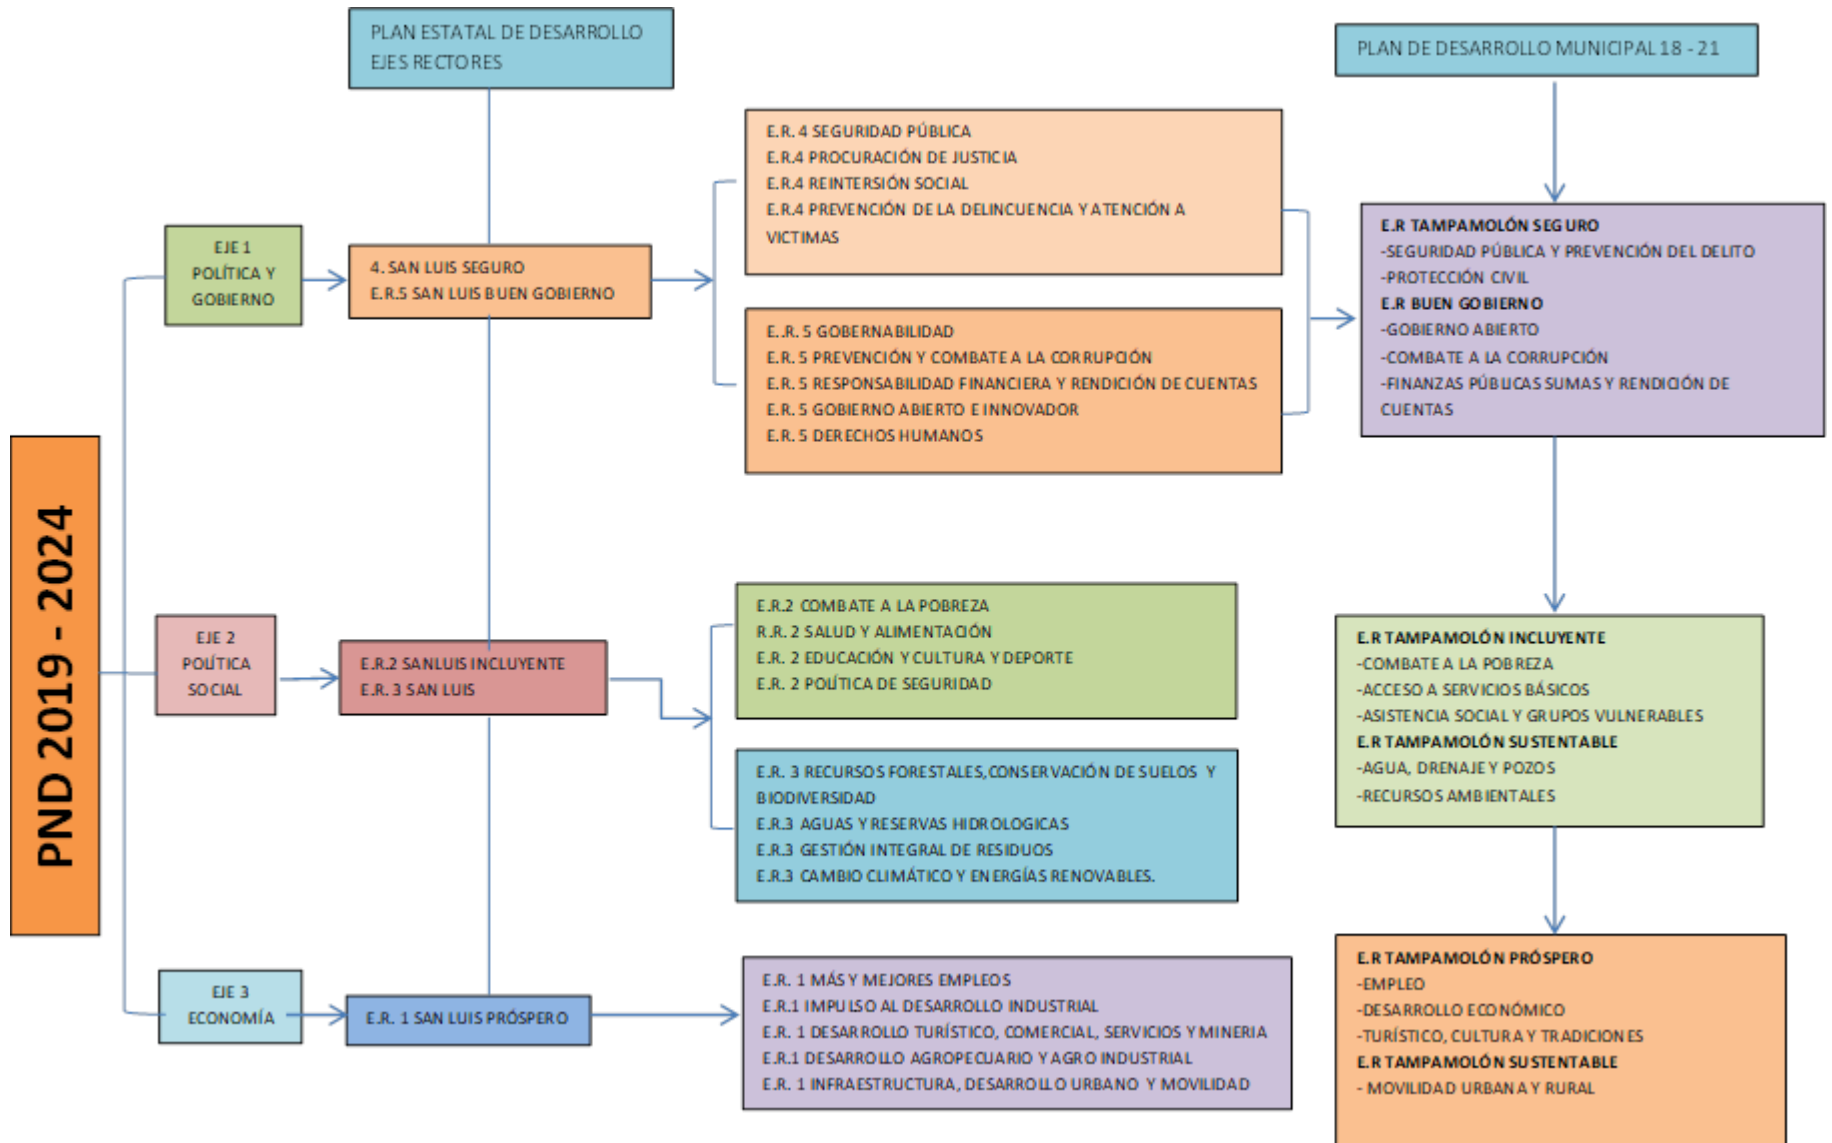 PLAN ESTATAL DE DESARROLLO
EJES RECTORES
PLAN DE DESARROLLO MUNICIPAL 18 - 21
PND 2019 - 2024
EJE 1
POLÍTICA Y
GOBIERNO
4. SAN LUIS SEGURO
E.R.5 SAN LUIS BUEN GOBIERNO
E.R. 4 SEGURIDAD PÚBLICA
E.R.4 PROCURACIÓN DE JUSTICIA
E.R.4 REINTERSIÓN SOCIAL
E.R.4 PREVENCIÓN DE LA DELINCUENCIA Y ATENCIÓN A
VICTIMAS
E..R. 5 GOBERNABILIDAD
E.R. 5 PREVENCIÓN Y COMBATE A LA CORRUPCIÓN
E.R. 5 RESPONSABILIDAD FINANCIERA Y RENDICIÓN DE CUENTAS
E.R. 5 GOBIERNO ABIERTO E INNOVADOR
E.R. 5 DERECHOS HUMANOS
E.R TAMPAMOLÓN SEGURO
-SEGURIDAD PÚBLICA Y PREVENCIÓN DEL DELITO
-PROTECCIÓN CIVIL
E.R BUEN GOBIERNO
-GOBIERNO ABIERTO
-COMBATE A LA CORRUPCIÓN
-FINANZAS PÚBLICAS SUMAS Y RENDICIÓN DE
CUENTAS
EJE 2
POLÍTICA
SOCIAL
E.R.2 SANLUIS INCLUYENTE
E.R. 3 SAN LUIS
E.R.2 COMBATE A LA POBREZA
R.R. 2 SALUD Y ALIMENTACIÓN
E.R. 2 EDUCACIÓN Y CULTURA Y DEPORTE
E.R. 2 POLÍTICA DE SEGURIDAD
E.R. 3 RECURSOS FORESTALES,CONSERVACIÓN DE SUELOS Y
BIODIVERSIDAD
E.R.3 AGUAS Y RESERVAS HIDROLOGICAS
E.R.3 GESTIÓN INTEGRAL DE RESIDUOS
E.R.3 CAMBIO CLIMÁTICO Y ENERGÍAS RENOVABLES.
E.R TAMPAMOLÓN INCLUYENTE
-COMBATE A LA POBREZA
-ACCESO A SERVICIOS BÁSICOS
-ASISTENCIA SOCIAL Y GRUPOS VULNERABLES
E.R TAMPAMOLÓN SUSTENTABLE
-AGUA, DRENAJE Y POZOS
-RECURSOS AMBIENTALES
EJE 3
ECONOMÍA
E.R. 1 SAN LUIS PRÓSPERO
E.R. 1 MÁS Y MEJORES EMPLEOS
E.R.1 IMPULSO AL DESARROLLO INDUSTRIAL
E.R. 1 DESARROLLO TURÍSTICO, COMERCIAL, SERVICIOS Y MINERIA
E.R.1 DESARROLLO AGROPECUARIO Y AGRO INDUSTRIAL
E.R. 1 INFRAESTRUCTURA, DESARROLLO URBANO Y MOVILIDAD
E.R TAMPAMOLÓN PRÓSPERO
-EMPLEO
-DESARROLLO ECONÓMICO
-TURÍSTICO, CULTURA Y TRADICIONES
E.R TAMPAMOLÓN SUSTENTABLE
- MOVILIDAD URBANA Y RURAL